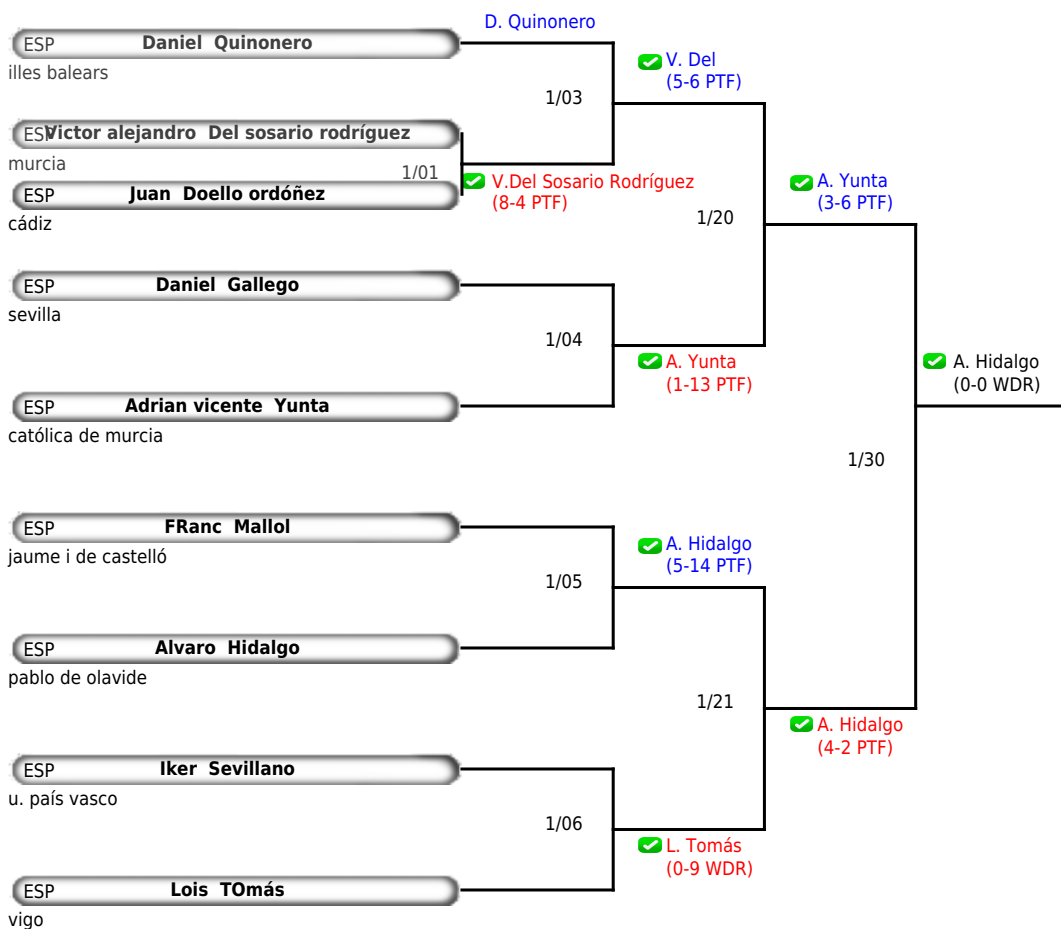 D. Quinonero
ESP Daniel Quinonero
illes balears
V. Del
(5-6 PTF)
1/03
ESP Victor alejandro Del sosario rodríguez
murcia
1/01
V.Del Sosario Rodríguez
(8-4 PTF)
ESP Juan Doello ordóñez
cádiz
A. Yunta
(3-6 PTF)
1/20
ESP Daniel Gallego
sevilla
1/04
A. Yunta
(1-13 PTF)
A. Hidalgo
(0-0 WDR)
ESP Adrian vicente Yunta
católica de murcia
1/30
ESP FRanc Mallol
jaume i de castelló
A. Hidalgo
(5-14 PTF)
1/05
ESP Alvaro Hidalgo
pablo de olavide
1/21
A. Hidalgo
(4-2 PTF)
ESP Iker Sevillano
u. país vasco
1/06
L. Tomás
(0-9 WDR)
ESP Lois TOmás
vigo